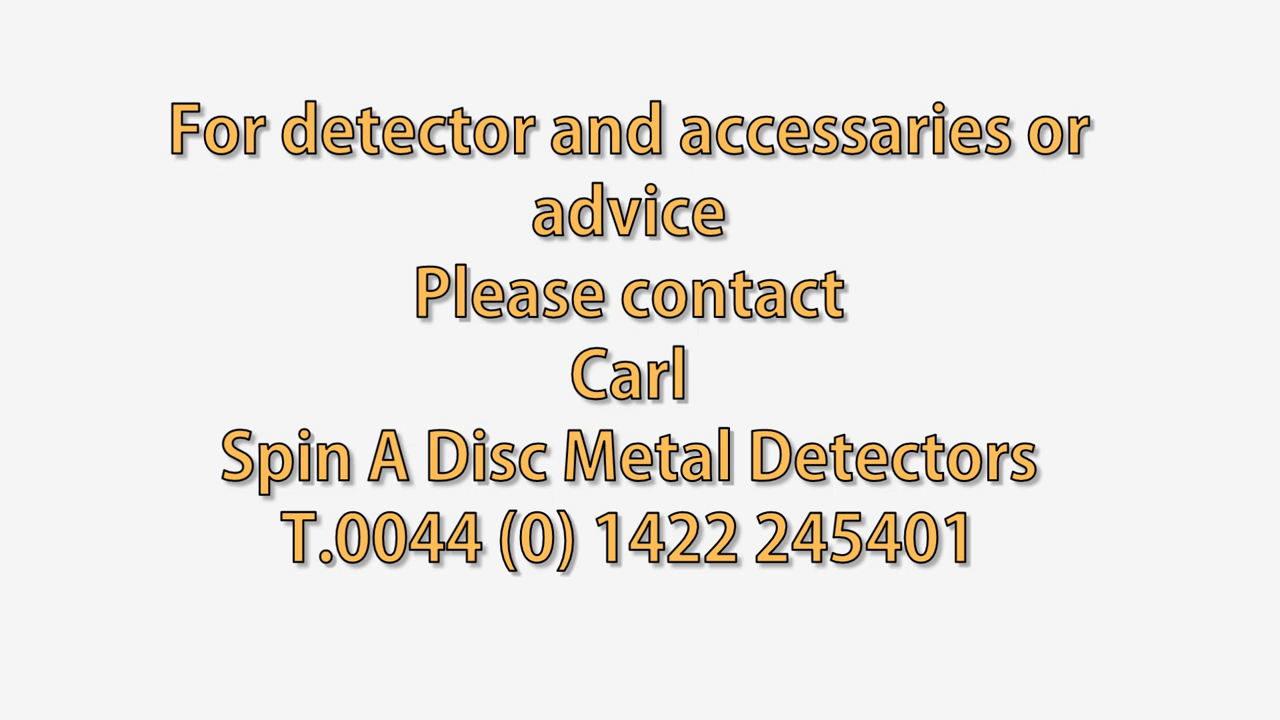 For detector and accessaries or
advice
Please contact
Carl
Spin A Disc Metal Detectors
T.0044 (0) 1422 245401